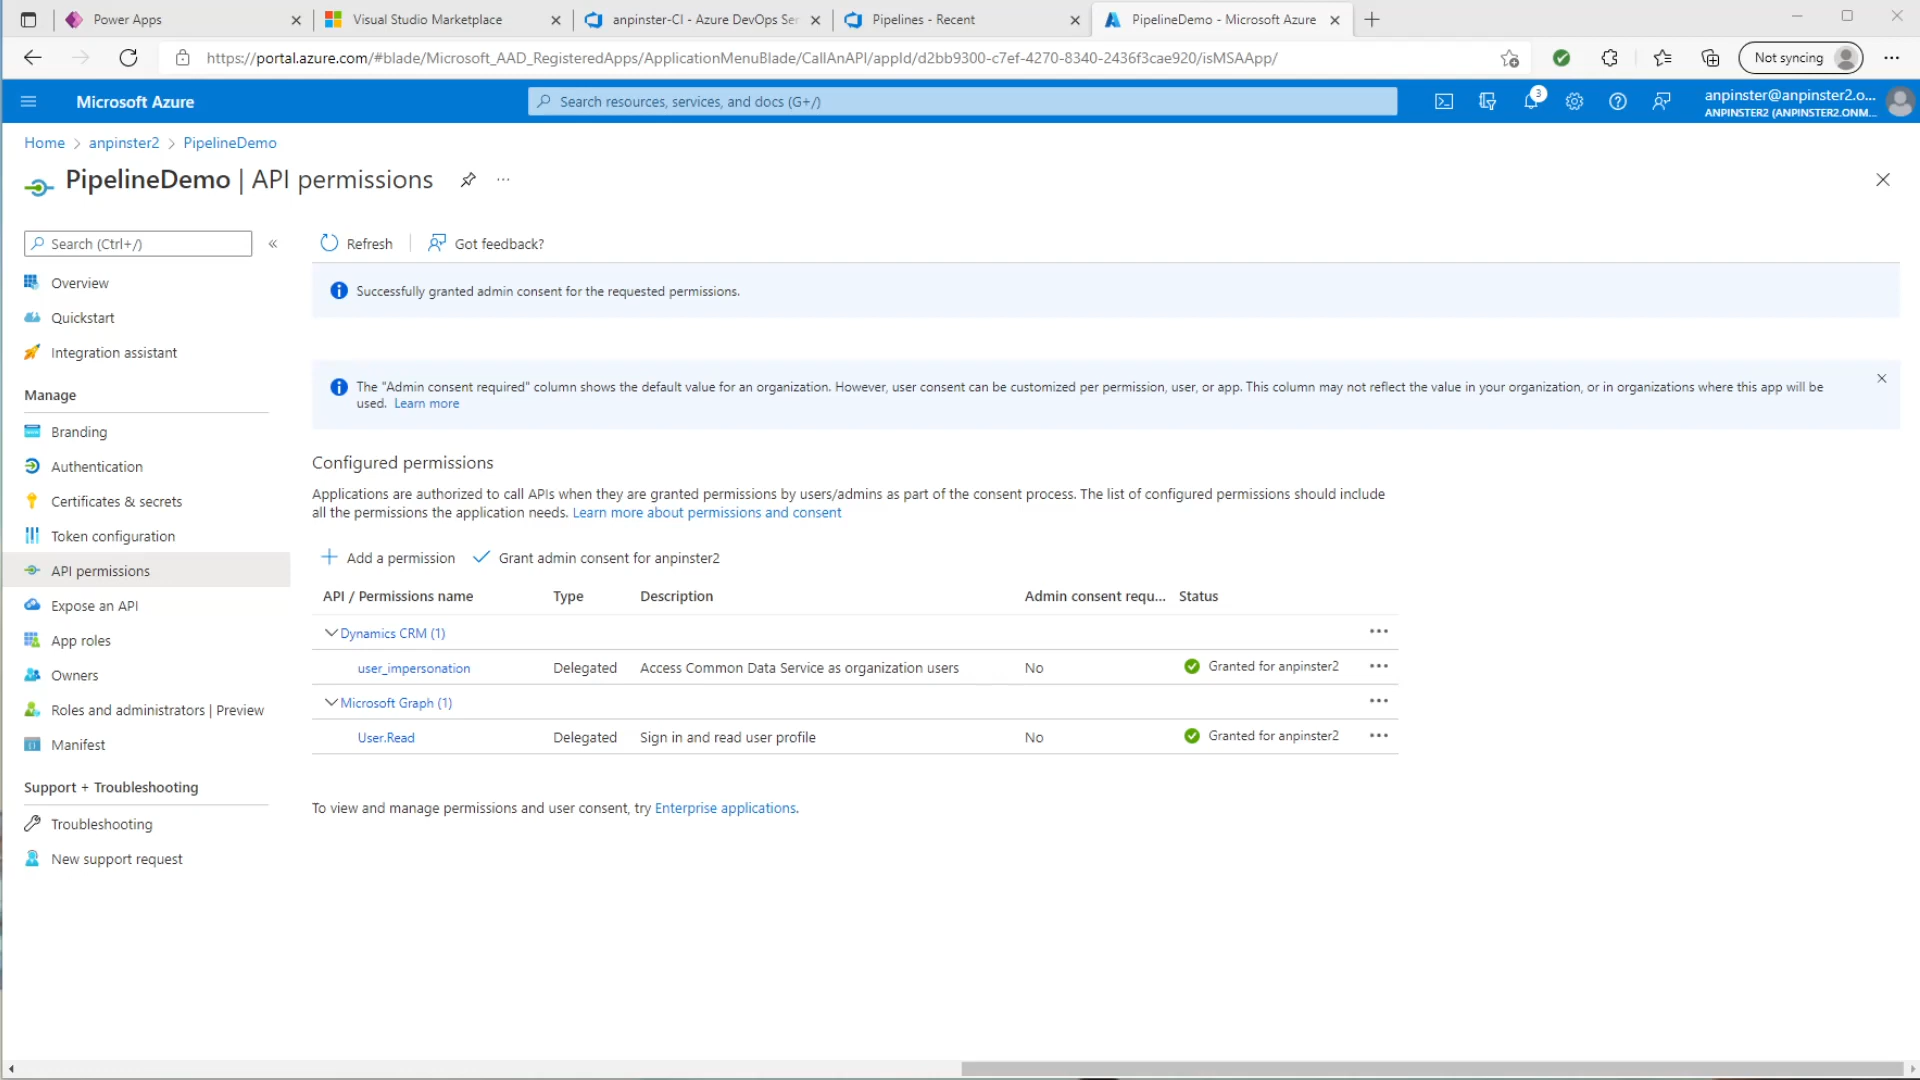 Power Apps
Visual Studio Marketplace
anpinster-CI - Azure DevOps Ser
Pipelines - Recent
PipelineDemo - Microsoft Azure
https://portal.azure.com/#blade/Microsoft_AAD_RegisteredApps/ApplicationMenuBlade/CallAnAPI/appId/d2bb9300-c7ef-4270-8340-2436f3cae920/isMSAApp/
Not syncing
Microsoft Azure
Search resources, services, and docs (G+/)
3
anpinster@anpinster2.o...
ANPINSTER2 (ANPINSTER2.ONM...
Home > anpinster2 > PipelineDemo
PipelineDemo | API permissions
Search (Ctrl+/)
Overview
Quickstart
Integration assistant
Manage
Branding
Authentication
Certificates & secrets
Token configuration
API permissions
Expose an API
App roles
Owners
Roles and administrators | Preview
Manifest
Support + Troubleshooting
Troubleshooting
New support request
Refresh
Got feedback?
Successfully granted admin consent for the requested permissions.
The "Admin consent required" column shows the default value for an organization. However, user consent can be customized per permission, user, or app. This column may not reflect the value in your organization, or in organizations where this app will be
used. Learn more
Configured permissions
Applications are authorized to call APIs when they are granted permissions by users/admins as part of the consent process. The list of configured permissions should include
all the permissions the application needs. Learn more about permissions and consent
Add a permission
Grant admin consent for anpinster2
API / Permissions name Type Description Admin consent requ... Status
Dynamics CRM (1)
user_impersonation Delegated Access Common Data Service as organization users No Granted for anpinster2
Microsoft Graph (1)
User.Read Delegated Sign in and read user profile No Granted for anpinster2
To view and manage permissions and user consent, try Enterprise applications.